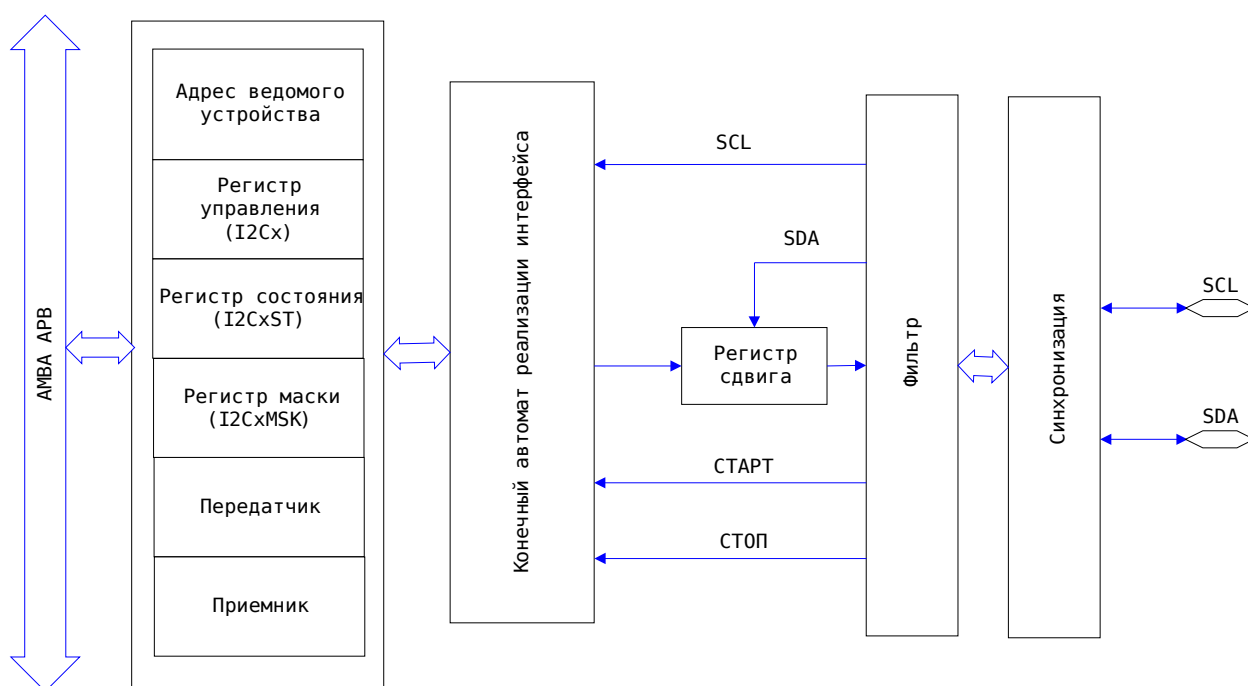 AMBA APB
Адрес ведомого
устройства
Регистр
управления
(I2Cx)
Регистр состояния
(I2CxST)
Регистр маски
(I2CxMSK)
Передатчик
Приемник
Конечный автомат реализации интерфейса
SCL
SDA
Регистр
сдвига
СТАРТ
СТОП
Фильтр
Синхронизация
SCL
SDA